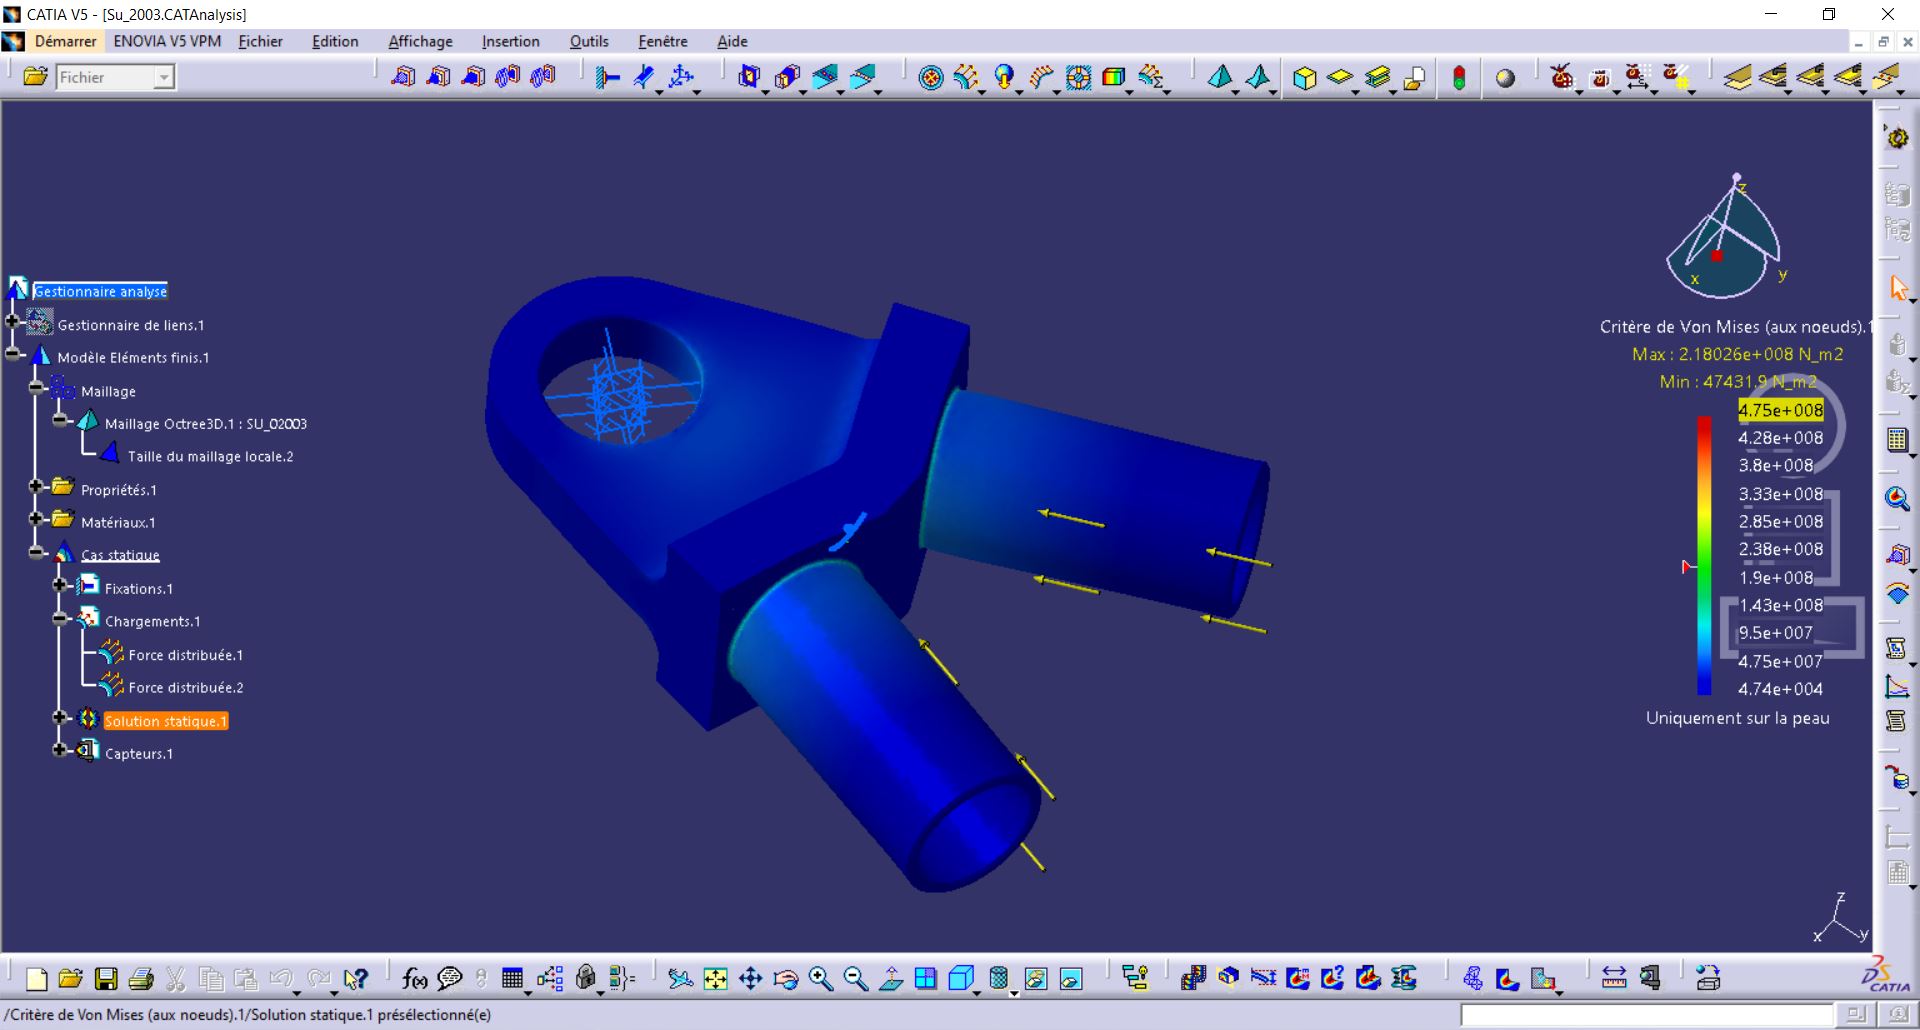 CATIA V5 - [Su_2003.CATAnalysis]
Démarrer ENOVIA V5 VPM Fichier Edition Affichage Insertion Outils Fenêtre Aide
Fichier
z
x y
Gestionnaire analyse
Gestionnaire de liens.1
Modèle Eléments finis.1
Maillage
Maillage Octree3D.1 : SU_02003
Taille du maillage locale.2
Propriétés.1
Matériaux.1
Cas statique
Fixations.1
Chargements.1
Force distribuée.1
Force distribuée.2
Solution statique.1
Capteurs.1
Critère de Von Mises (aux noeuds).1
Max : 2.18026e+008 N_m2
Min : 47431.9 N_m2
4.75e+008
4.28e+008
3.8e+008
3.33e+008
2.85e+008
2.38e+008
1.9e+008
1.43e+008
9.5e+007
4.75e+007
4.74e+004
Uniquement sur la peau
z
x y
f(x)
CATIA
/Critère de Von Mises (aux noeuds).1/Solution statique.1 présélectionné(e)